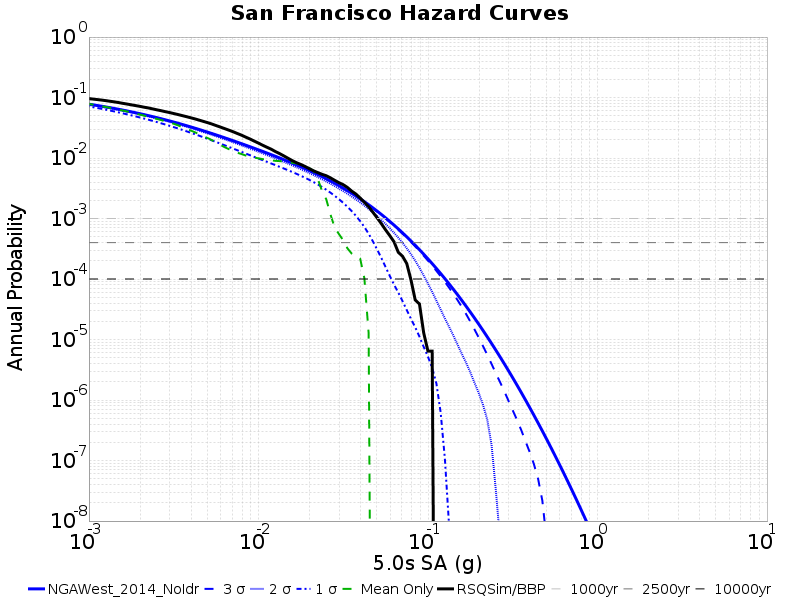 San Francisco Hazard Curves
10^0
10^-1
10^-2
10^-3
10^-4
10^-5
10^-6
10^-7
10^-8
Annual Probability
10^-3 10^-2 10^-1 10^0 10^1
5.0s SA (g)
NGAWest_2014_NoIdr 3 σ 2 σ 1 σ Mean Only RSQSim/BBP 1000yr 2500yr 10000yr